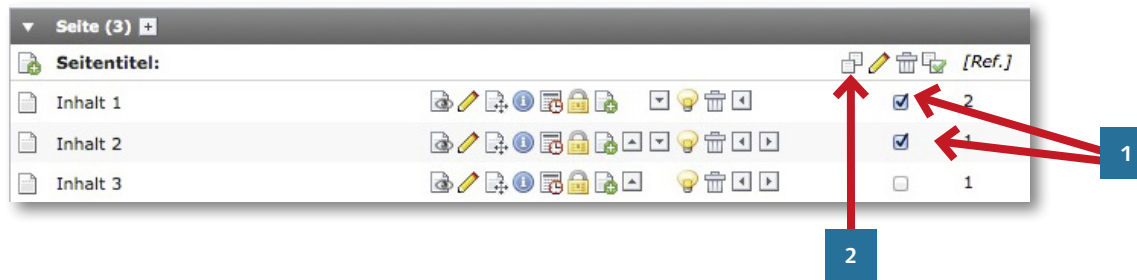 Seite (3)
Seitentitel: [Ref.]
Inhalt 1 2
Inhalt 2 1
1
Inhalt 3 1
2